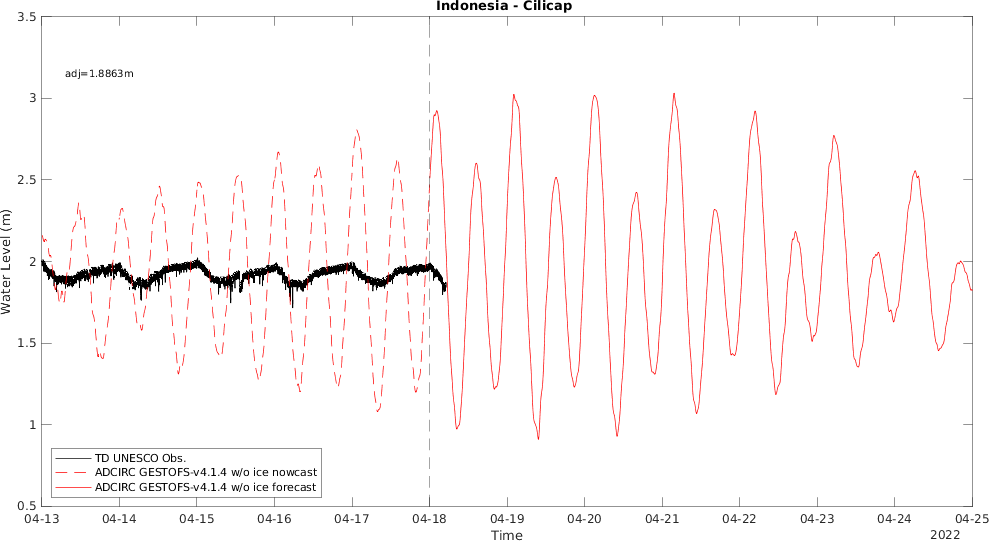 Indonesia - Cilicap
3.5
adj=1.8863m
3
2.5
2
1.5
1
0.5
Water Level (m)
TD UNESCO Obs.
ADCIRC GESTOFS-v4.1.4 w/o ice nowcast
ADCIRC GESTOFS-v4.1.4 w/o ice forecast
04-13 04-14 04-15 04-16 04-17 04-18 04-19 04-20 04-21 04-22 04-23 04-24 04-25
Time
2022